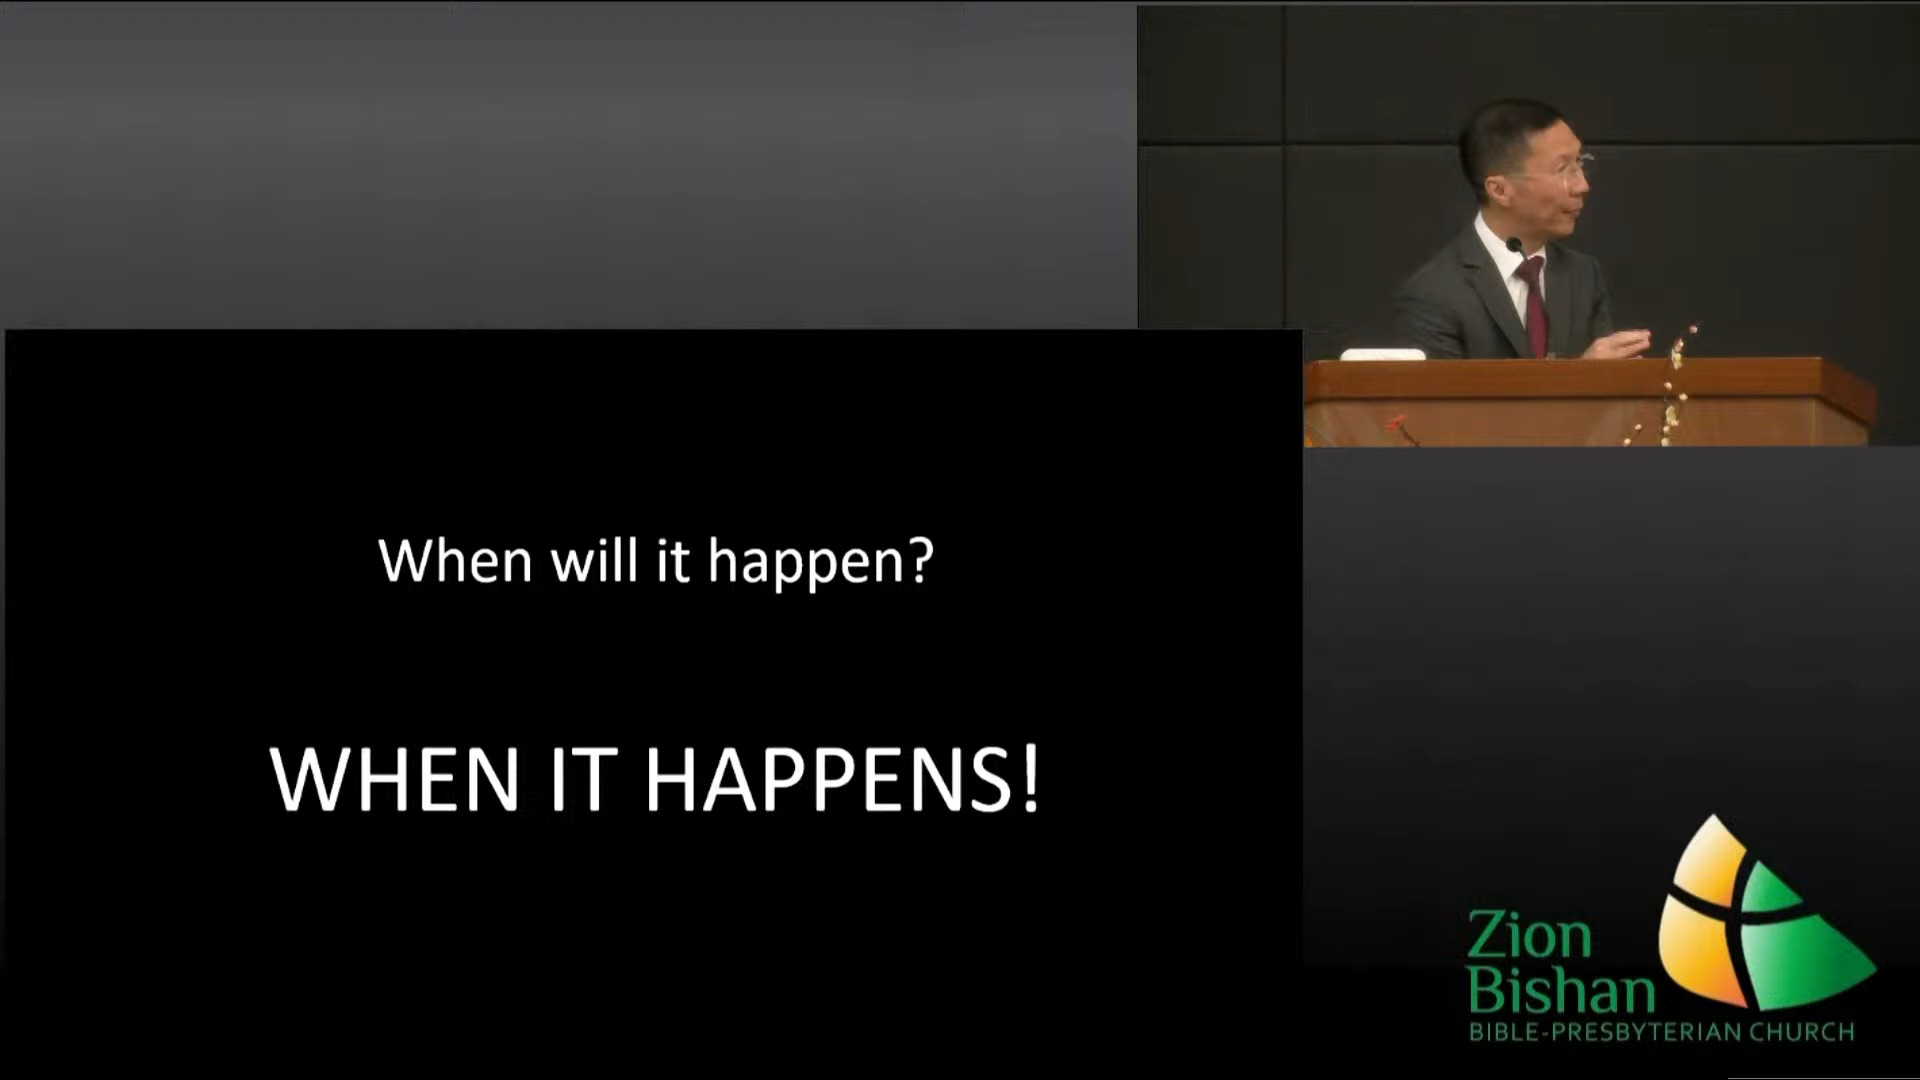 When will it happen?
WHEN IT HAPPENS!
Zion
Bishan
BIBLE-PRESBYTERIAN CHURCH